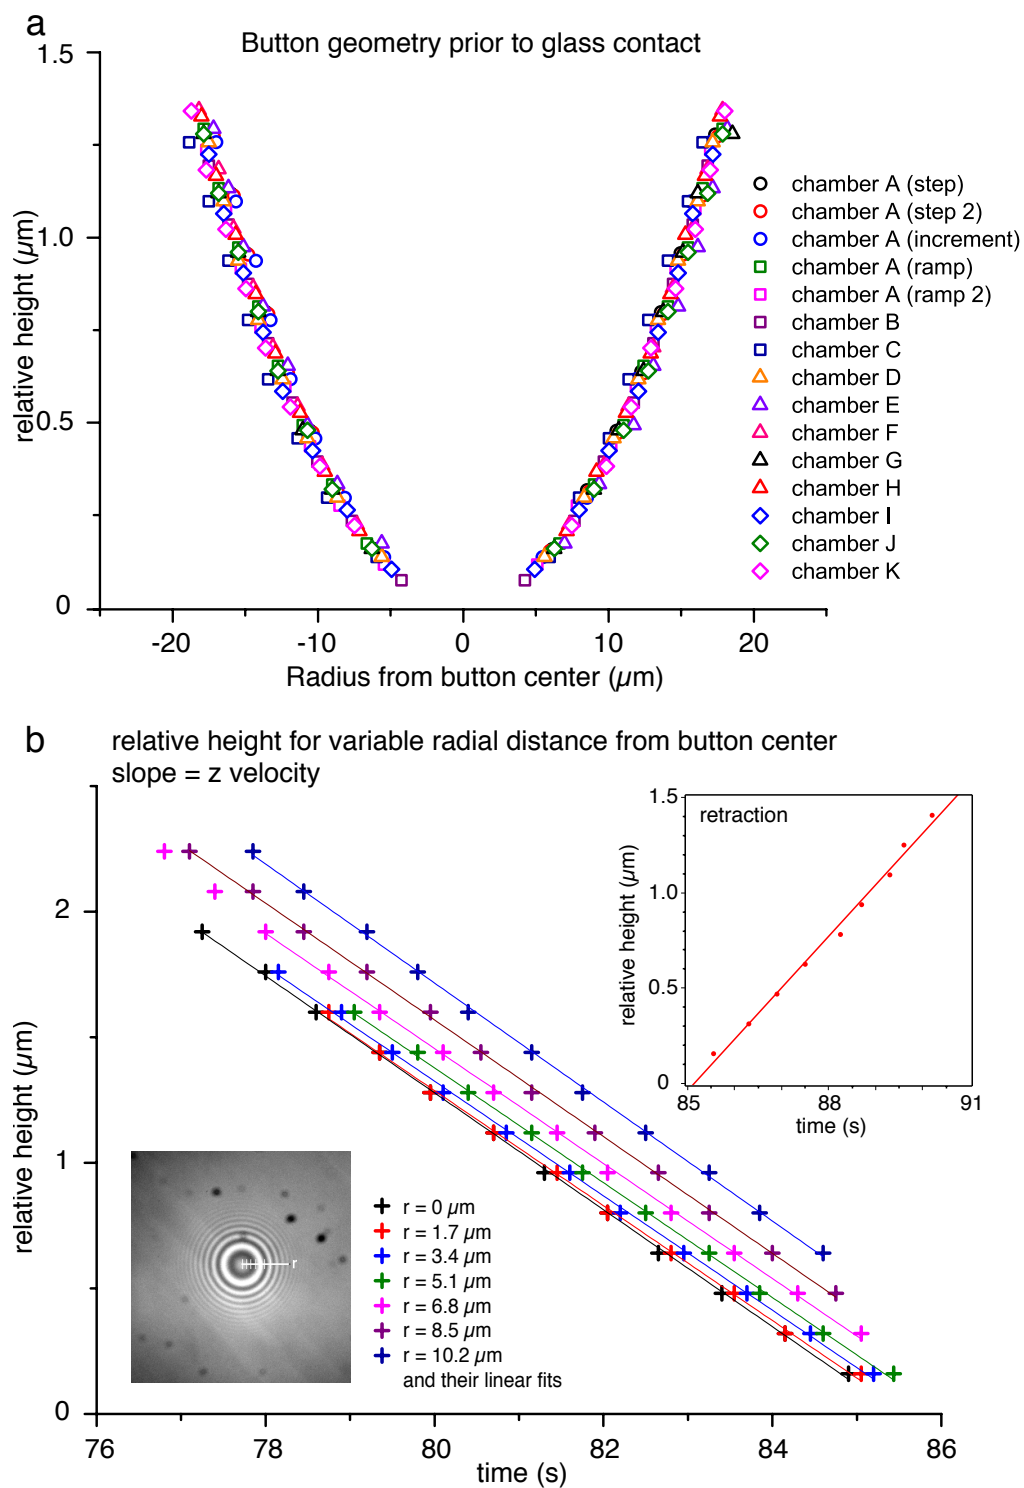 a
Button geometry prior to glass contact
1.5
1.0
0.5
0
relative height (µm)
-20
-10
0
10
20
Radius from button center (µm)
chamber A (step)
chamber A (step 2)
chamber A (increment)
chamber A (ramp)
chamber A (ramp 2)
chamber B
chamber C
chamber D
chamber E
chamber F
chamber G
chamber H
chamber I
chamber J
chamber K
b
relative height for variable radial distance from button center
slope = z velocity
2
1
0
relative height (µm)
76
78
80
82
84
86
time (s)
retraction
1.5
1.0
0.5
0
relative height (µm)
85
88
91
time (s)
r
r = 0 µm
r = 1.7 µm
r = 3.4 µm
r = 5.1 µm
r = 6.8 µm
r = 8.5 µm
r = 10.2 µm
and their linear fits